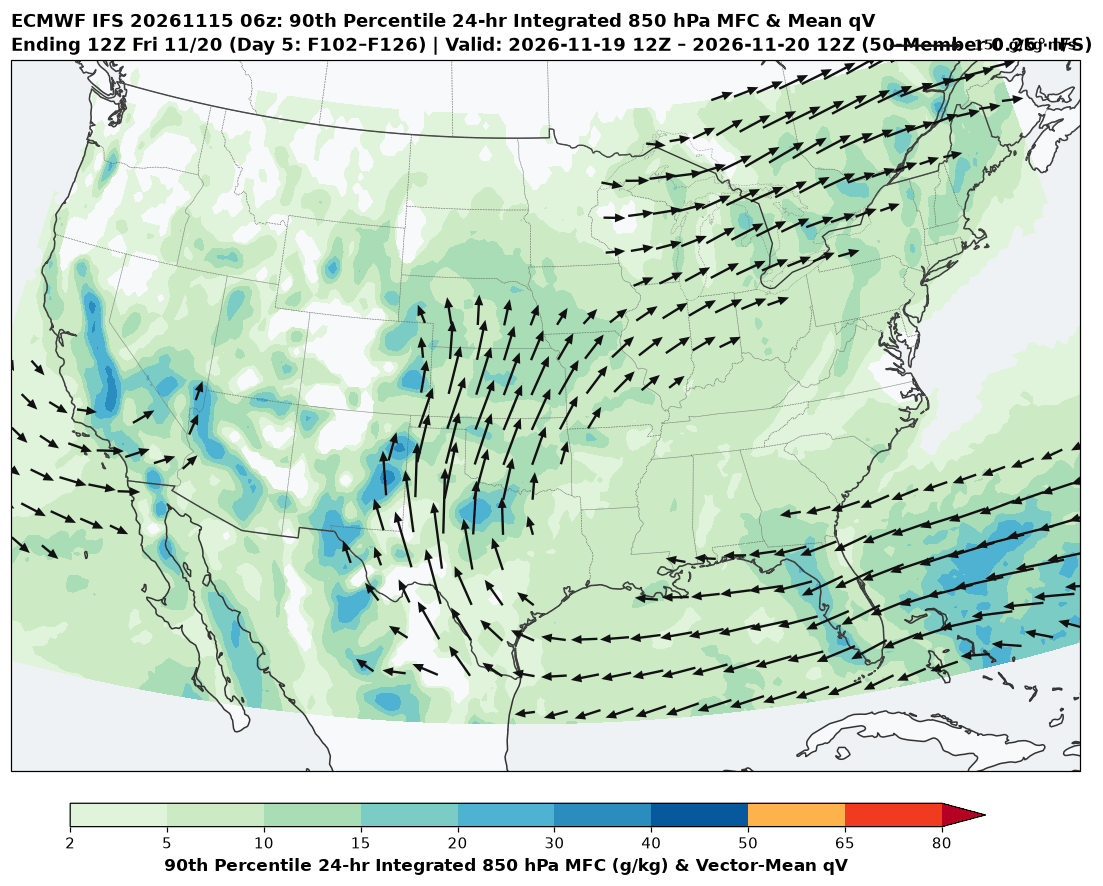 ECMWF IFS 20261115 06z: 90th Percentile 24-hr Integrated 850 hPa MFC & Mean qV
Ending 12Z Fri 11/20 (Day 5: F102–F126) | Valid: 2026-11-19 12Z – 2026-11-20 12Z (50-Member 0.25° IFS)
2 5 10 15 20 30 40 50 65 80
90th Percentile 24-hr Integrated 850 hPa MFC (g/kg) & Vector-Mean qV